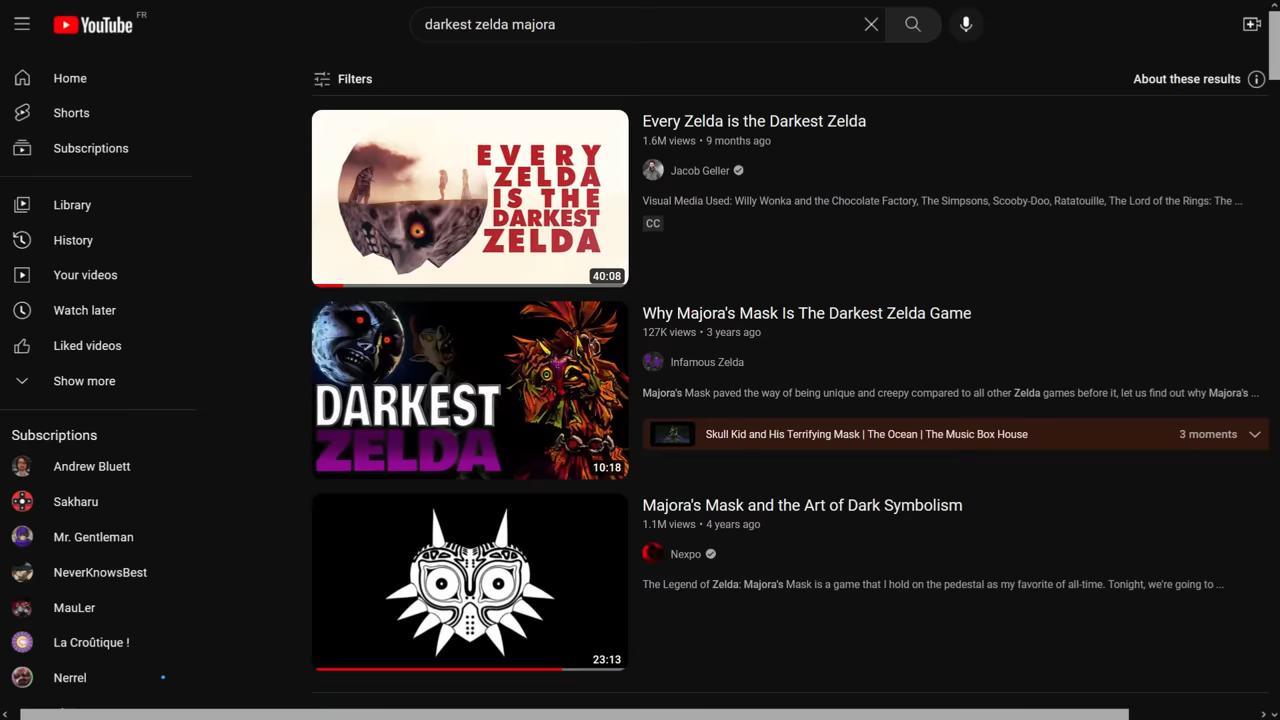 YouTube FR
darkest zelda majora
Home
Shorts
Subscriptions
Library
History
Your videos
Watch later
Liked videos
Show more
Subscriptions
Andrew Bluett
Sakharu
Mr. Gentleman
NeverKnowsBest
MauLer
La Croûtique !
Nerrel
Filters
About these results
EVERY
ZELDA
IS THE
DARKEST
ZELDA
40:08
Every Zelda is the Darkest Zelda
1.6M views • 9 months ago
Jacob Geller
Visual Media Used: Willy Wonka and the Chocolate Factory, The Simpsons, Scooby-Doo, Ratatouille, The Lord of the Rings: The ...
CC
DARKEST
ZELDA
10:18
Why Majora's Mask Is The Darkest Zelda Game
127K views • 3 years ago
Infamous Zelda
Majora's Mask paved the way of being unique and creepy compared to all other Zelda games before it, let us find out why Majora's ...
Skull Kid and His Terrifying Mask | The Ocean | The Music Box House
3 moments
23:13
Majora's Mask and the Art of Dark Symbolism
1.1M views • 4 years ago
Nexpo
The Legend of Zelda: Majora's Mask is a game that I hold on the pedestal as my favorite of all-time. Tonight, we're going to ...